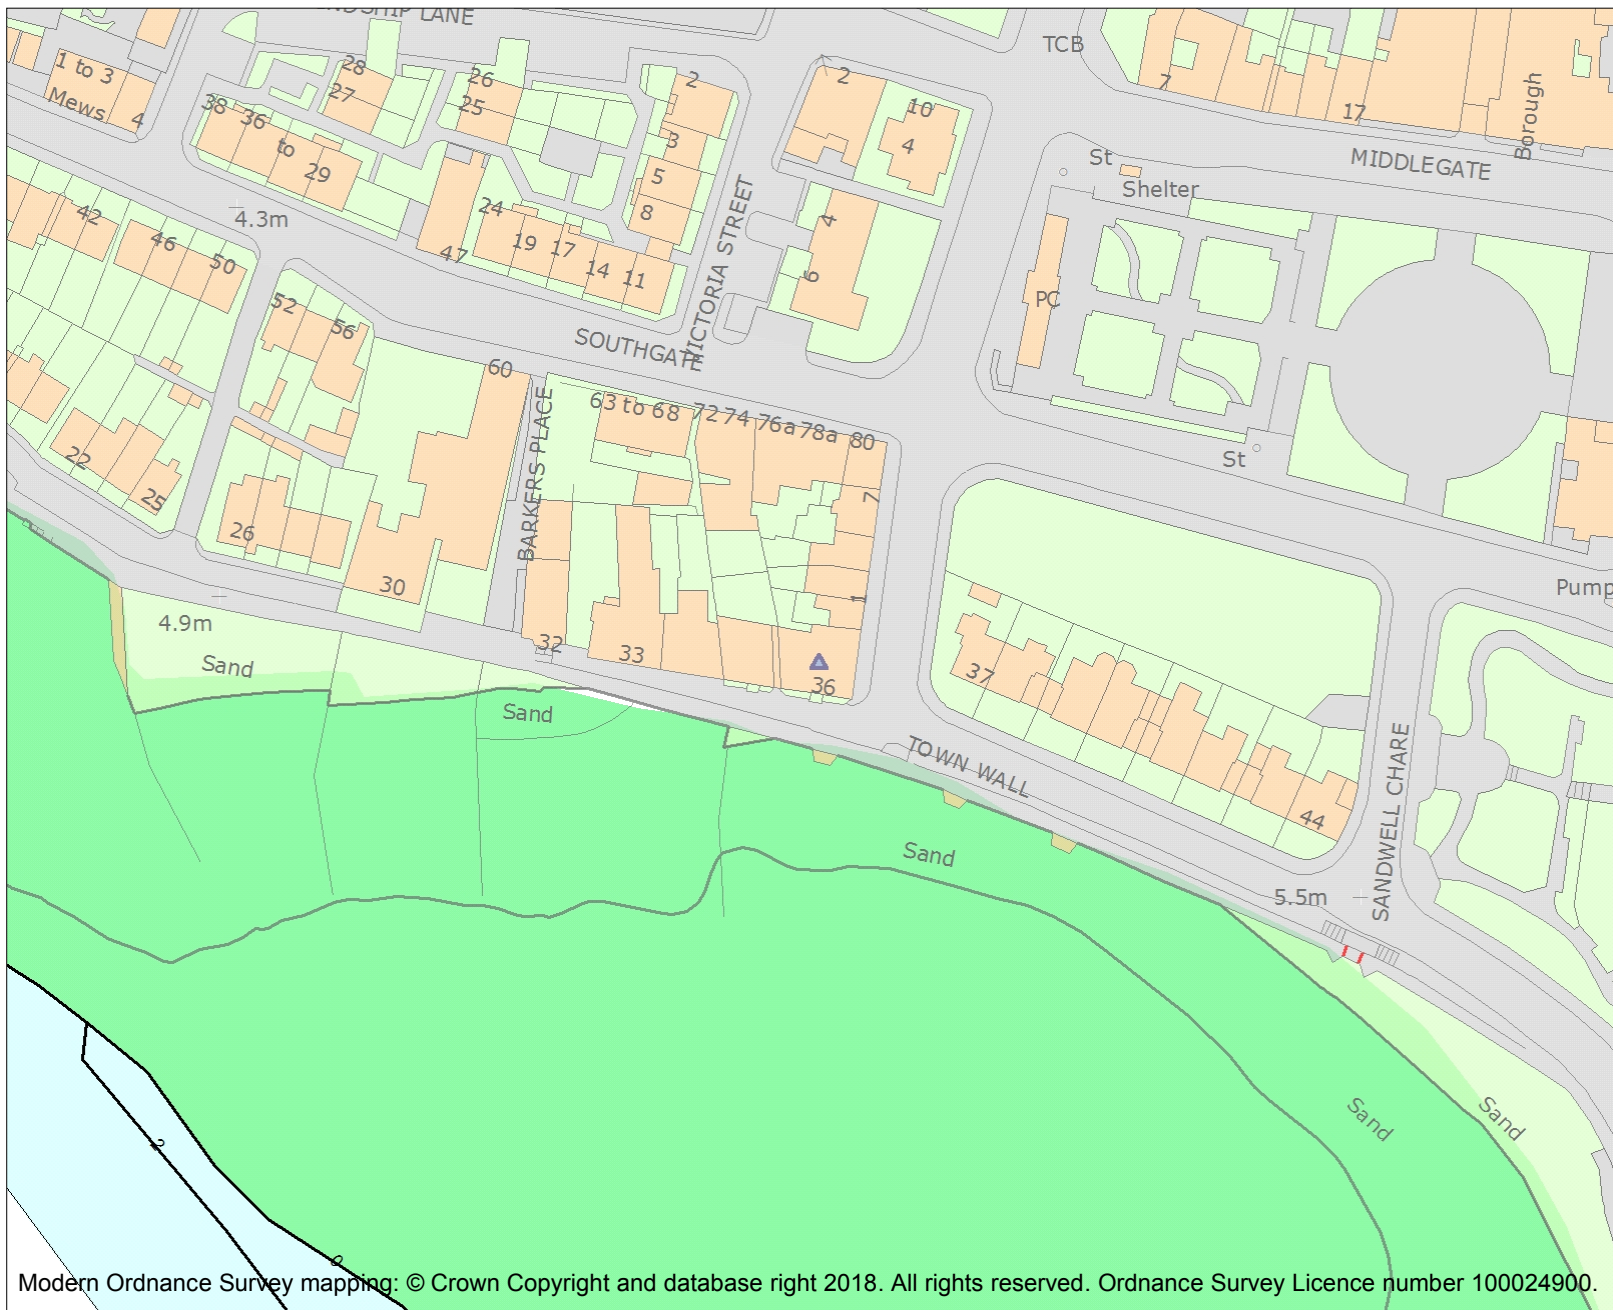 NDSHIP LANE
TCB
1 to 3
Mews
4
28
27
26
25
2
2
10
4
7
17
Borough
38
36
to
29
3
5
8
St
Shelter
MIDDLEGATE
42
4.3m
24
47
19
17
14
11
VICTORIA STREET
4
6
46
50
PC
52
56
SOUTHGATE
60
BARKERS PLACE
63 to 68
72
74
76a
78a
80
St
22
25
26
7
30
1
Pump
4.9m
32
33
36
37
Sand
Sand
TOWN WALL
SANDWELL CHARE
44
Sand
5.5m
Sand
Sand
2
0
Modern Ordnance Survey mapping: © Crown Copyright and database right 2018. All rights reserved. Ordnance Survey Licence number 100024900.